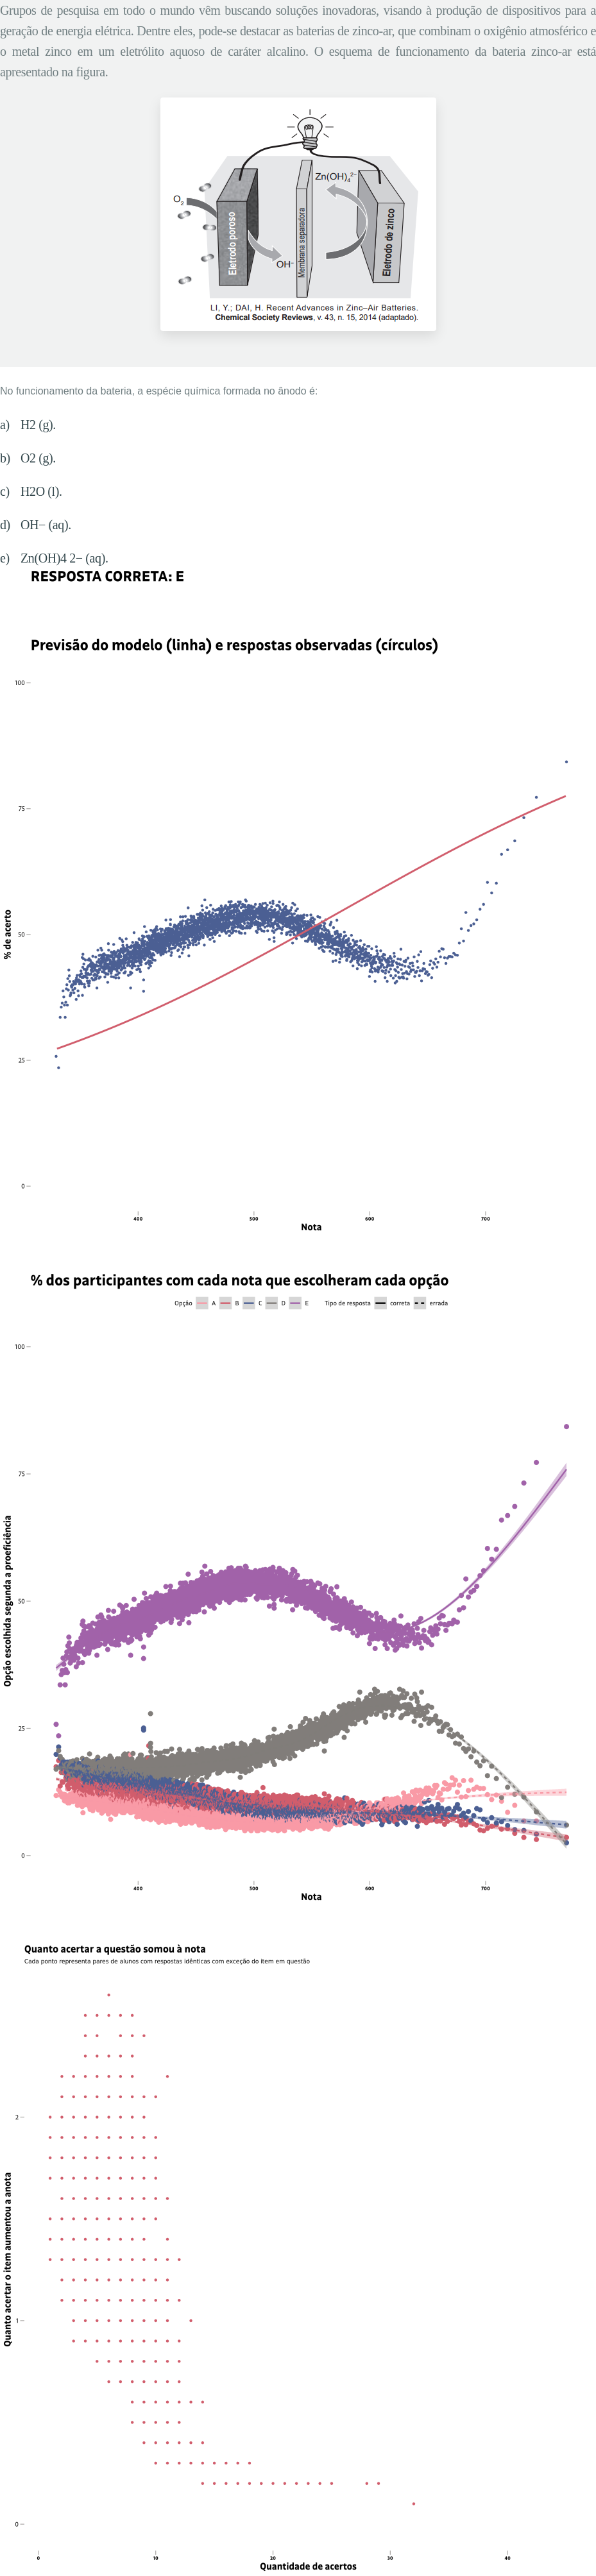 Grupos de pesquisa em todo o mundo vêm buscando soluções inovadoras, visando à produção de dispositivos para a
geração de energia elétrica. Dentre eles, pode-se destacar as baterias de zinco-ar, que combinam o oxigênio atmosférico e
o metal zinco em um eletrólito aquoso de caráter alcalino. O esquema de funcionamento da bateria zinco-ar está
apresentado na figura.
O2
Eletrodo poroso
OH−
Membrana separadora
Zn(OH)4 2−
Eletrodo de zinco
LI, Y.; DAI, H. Recent Advances in Zinc–Air Batteries.
Chemical Society Reviews, v. 43, n. 15, 2014 (adaptado).
No funcionamento da bateria, a espécie química formada no ânodo é:
a) H2 (g).
b) O2 (g).
c) H2O (l).
d) OH− (aq).
e) Zn(OH)4 2− (aq).
RESPOSTA CORRETA: E
Previsão do modelo (linha) e respostas observadas (círculos)
% de acerto
100
75
50
25
0
400 500 600 700
Nota
% dos participantes com cada nota que escolheram cada opção
Opção A B C D E Tipo de resposta correta errada
Opção escolhida segunda a proeficiência
100
75
50
25
0
400 500 600 700
Nota
Quanto acertar a questão somou à nota
Cada ponto representa pares de alunos com respostas idênticas com exceção do item em questão
Quanto acertar o item aumentou a anota
2
1
0
0 10 20 30 40
Quantidade de acertos